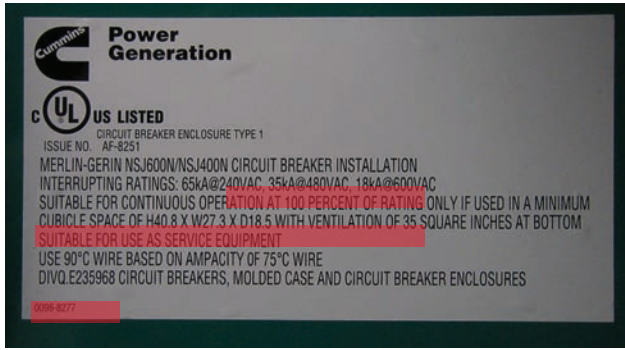 Cummins
Power
Generation
C UL US LISTED
CIRCUIT BREAKER ENCLOSURE TYPE 1
ISSUE NO. AF-8251
MERLIN-GERIN NSJ600N/NSJ400N CIRCUIT BREAKER INSTALLATION
INTERRUPTING RATINGS: 65kA@240VAC, 35kA@480VAC, 18kA@600VAC
SUITABLE FOR CONTINUOUS OPERATION AT 100 PERCENT OF RATING ONLY IF USED IN A MINIMUM
CUBICLE SPACE OF H40.8 X W27.3 X D18.5 WITH VENTILATION OF 35 SQUARE INCHES AT BOTTOM
SUITABLE FOR USE AS SERVICE EQUIPMENT
USE 90°C WIRE BASED ON AMPACITY OF 75°C WIRE
DIVQ.E235968 CIRCUIT BREAKERS, MOLDED CASE AND CIRCUIT BREAKER ENCLOSURES
0098-8277